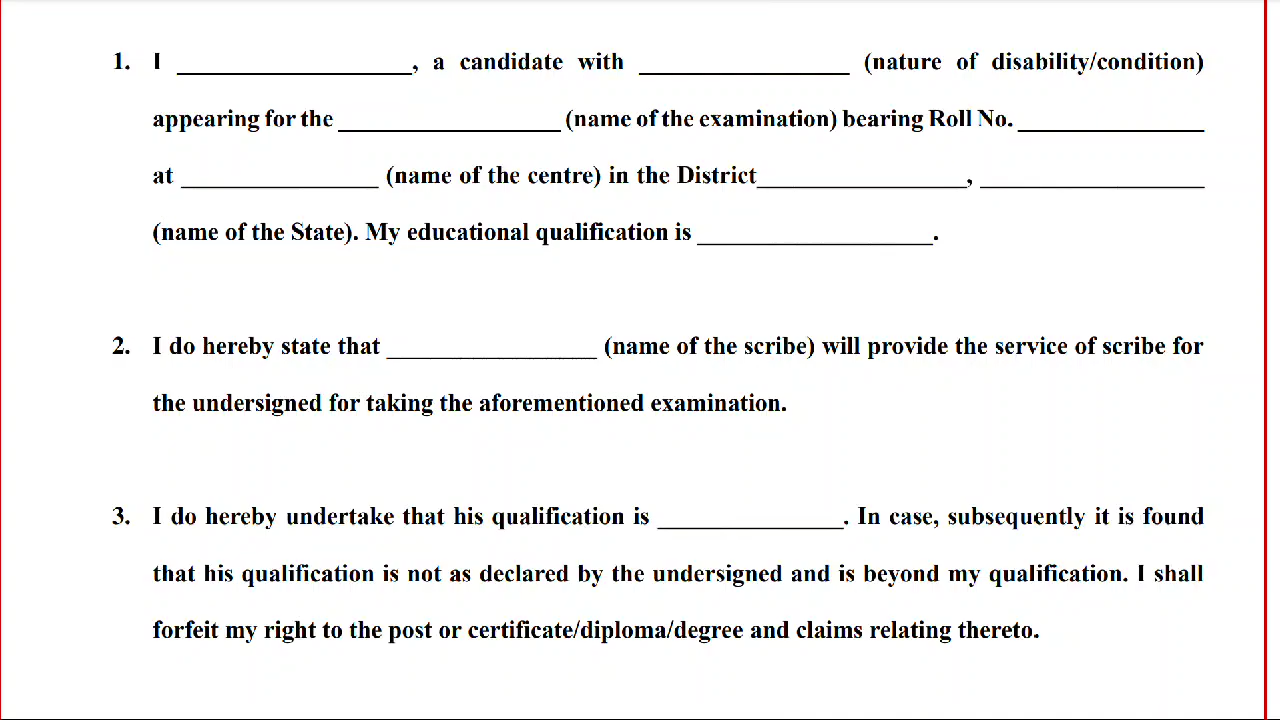 1. I ___________________, a candidate with _________________ (nature of disability/condition)
appearing for the __________________ (name of the examination) bearing Roll No. _______________
at ________________ (name of the centre) in the District_________________, __________________
(name of the State). My educational qualification is ___________________.
2. I do hereby state that _________________ (name of the scribe) will provide the service of scribe for
the undersigned for taking the aforementioned examination.
3. I do hereby undertake that his qualification is _______________. In case, subsequently it is found
that his qualification is not as declared by the undersigned and is beyond my qualification. I shall
forfeit my right to the post or certificate/diploma/degree and claims relating thereto.